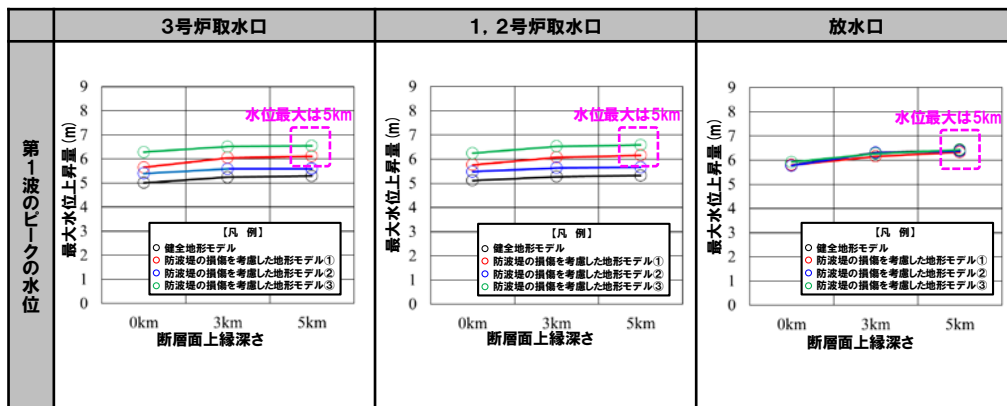 3号炉取水口
1，2号炉取水口
放水口
第1波のピークの水位
最大水位上昇量(m)
9
8
7
6
5
4
3
2
1
0
水位最大は5km
【凡 例】
健全地形モデル
防波堤の損傷を考慮した地形モデル①
防波堤の損傷を考慮した地形モデル②
防波堤の損傷を考慮した地形モデル③
0km 3km 5km
断層面上縁深さ
最大水位上昇量(m)
9
8
7
6
5
4
3
2
1
0
水位最大は5km
【凡 例】
健全地形モデル
防波堤の損傷を考慮した地形モデル①
防波堤の損傷を考慮した地形モデル②
防波堤の損傷を考慮した地形モデル③
0km 3km 5km
断層面上縁深さ
最大水位上昇量(m)
9
8
7
6
5
4
3
2
1
0
水位最大は5km
【凡 例】
健全地形モデル
防波堤の損傷を考慮した地形モデル①
防波堤の損傷を考慮した地形モデル②
防波堤の損傷を考慮した地形モデル③
0km 3km 5km
断層面上縁深さ